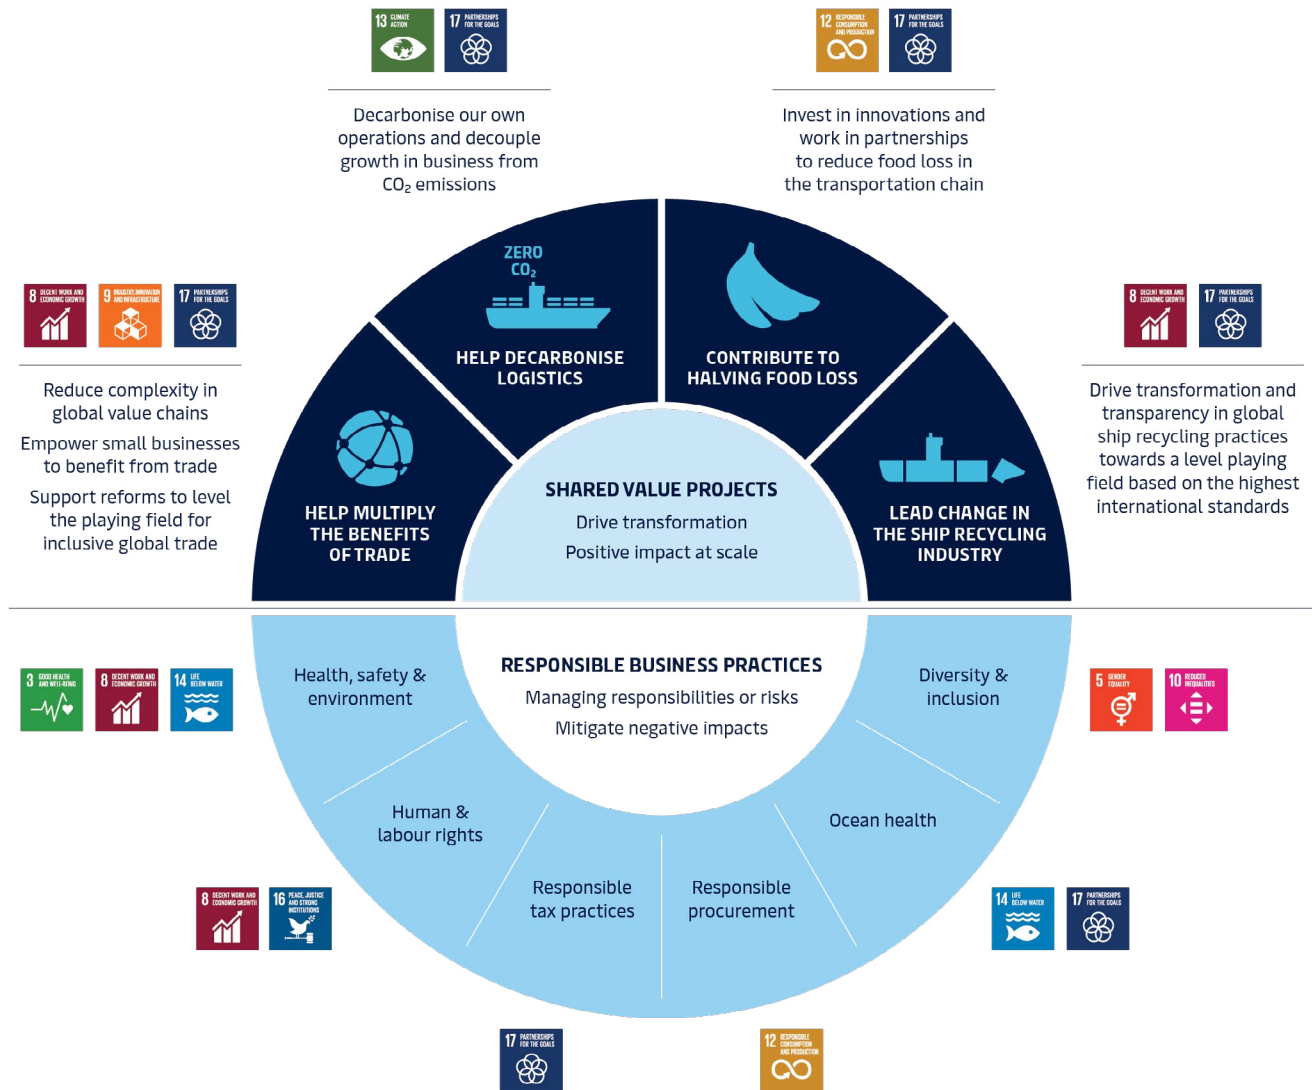 13 CLIMATE
ACTION
17 PARTNERSHIPS
FOR THE GOALS
Decarbonise our own
operations and decouple
growth in business from
CO₂ emissions
12 RESPONSIBLE
CONSUMPTION
AND PRODUCTION
17 PARTNERSHIPS
FOR THE GOALS
Invest in innovations and
work in partnerships
to reduce food loss in
the transportation chain
8 DECENT WORK AND
ECONOMIC GROWTH
9 INDUSTRY, INNOVATION
AND INFRASTRUCTURE
17 PARTNERSHIPS
FOR THE GOALS
Reduce complexity in
global value chains
Empower small businesses
to benefit from trade
Support reforms to level
the playing field for
inclusive global trade
HELP MULTIPLY
THE BENEFITS
OF TRADE
ZERO
CO₂
HELP DECARBONISE
LOGISTICS
CONTRIBUTE TO
HALVING FOOD LOSS
LEAD CHANGE IN
THE SHIP RECYCLING
INDUSTRY
8 DECENT WORK AND
ECONOMIC GROWTH
17 PARTNERSHIPS
FOR THE GOALS
Drive transformation and
transparency in global
ship recycling practices
towards a level playing
field based on the highest
international standards
SHARED VALUE PROJECTS
Drive transformation
Positive impact at scale
RESPONSIBLE BUSINESS PRACTICES
Managing responsibilities or risks
Mitigate negative impacts
3 GOOD HEALTH
AND WELL-BEING
8 DECENT WORK AND
ECONOMIC GROWTH
14 LIFE
BELOW WATER
Health, safety &
environment
Diversity &
inclusion
5 GENDER
EQUALITY
10 REDUCED
INEQUALITIES
Human &
labour rights
Ocean health
8 DECENT WORK AND
ECONOMIC GROWTH
16 PEACE, JUSTICE
AND STRONG
INSTITUTIONS
Responsible
tax practices
Responsible
procurement
14 LIFE
BELOW WATER
17 PARTNERSHIPS
FOR THE GOALS
17 PARTNERSHIPS
FOR THE GOALS
12 RESPONSIBLE
CONSUMPTION
AND PRODUCTION